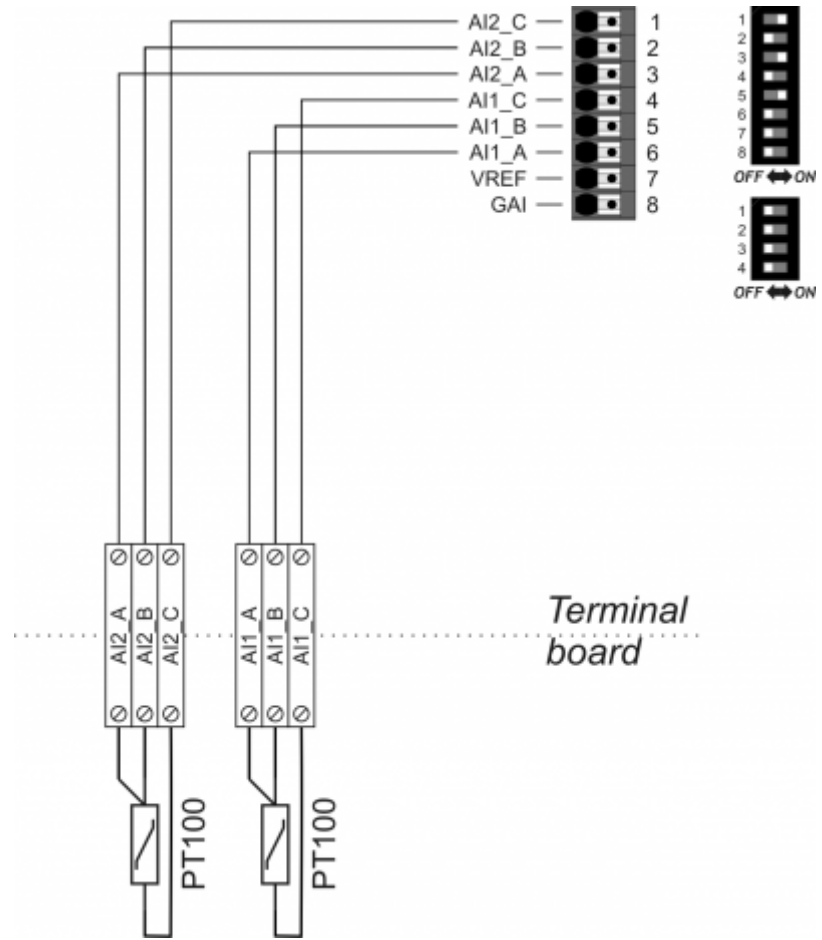 AI2_C 1
AI2_B 2
AI2_A 3
AI1_C 4
AI1_B 5
AI1_A 6
VREF 7
GAI 8
1
2
3
4
5
6
7
8
OFF ON
1
2
3
4
OFF ON
AI2_A
AI2_B
AI2_C
AI1_A
AI1_B
AI1_C
Terminal
board
PT100
PT100